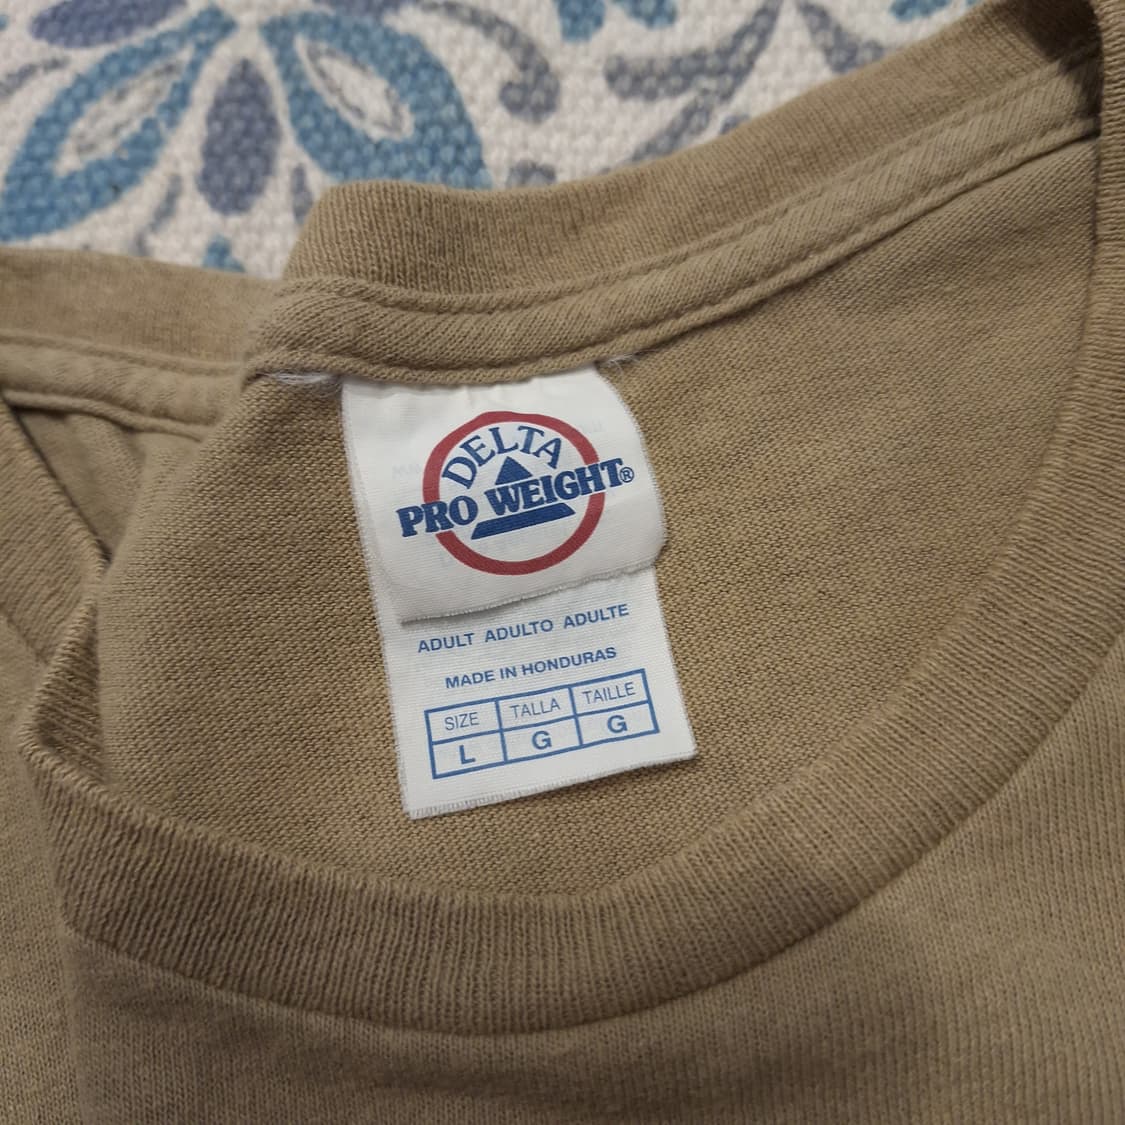 DELTA
PRO WEIGHT®
ADULT ADULTO ADULTE
MADE IN HONDURAS
SIZE TALLA TAILLE
L G G